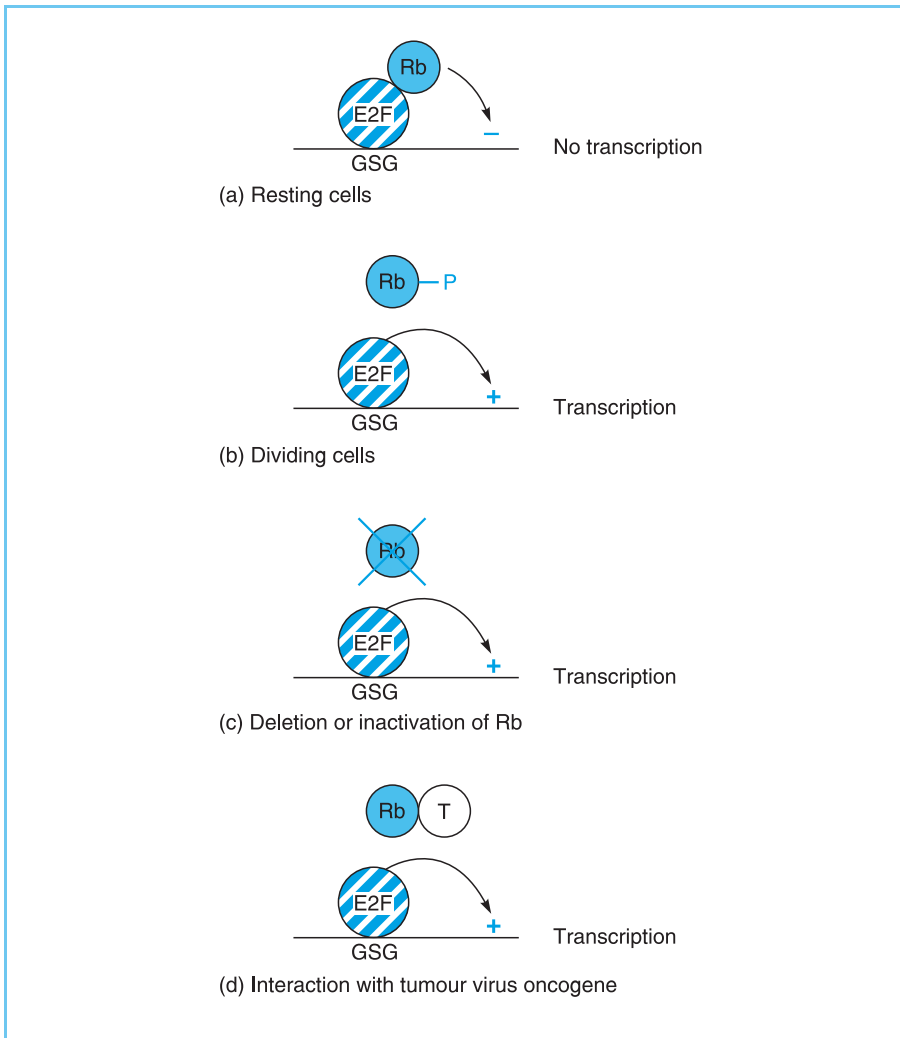 Rb
E2F
− No transcription
GSG
(a) Resting cells
Rb P
E2F
+ Transcription
GSG
(b) Dividing cells
Rb
E2F
+ Transcription
GSG
(c) Deletion or inactivation of Rb
Rb T
E2F
+ Transcription
GSG
(d) Interaction with tumour virus oncogene